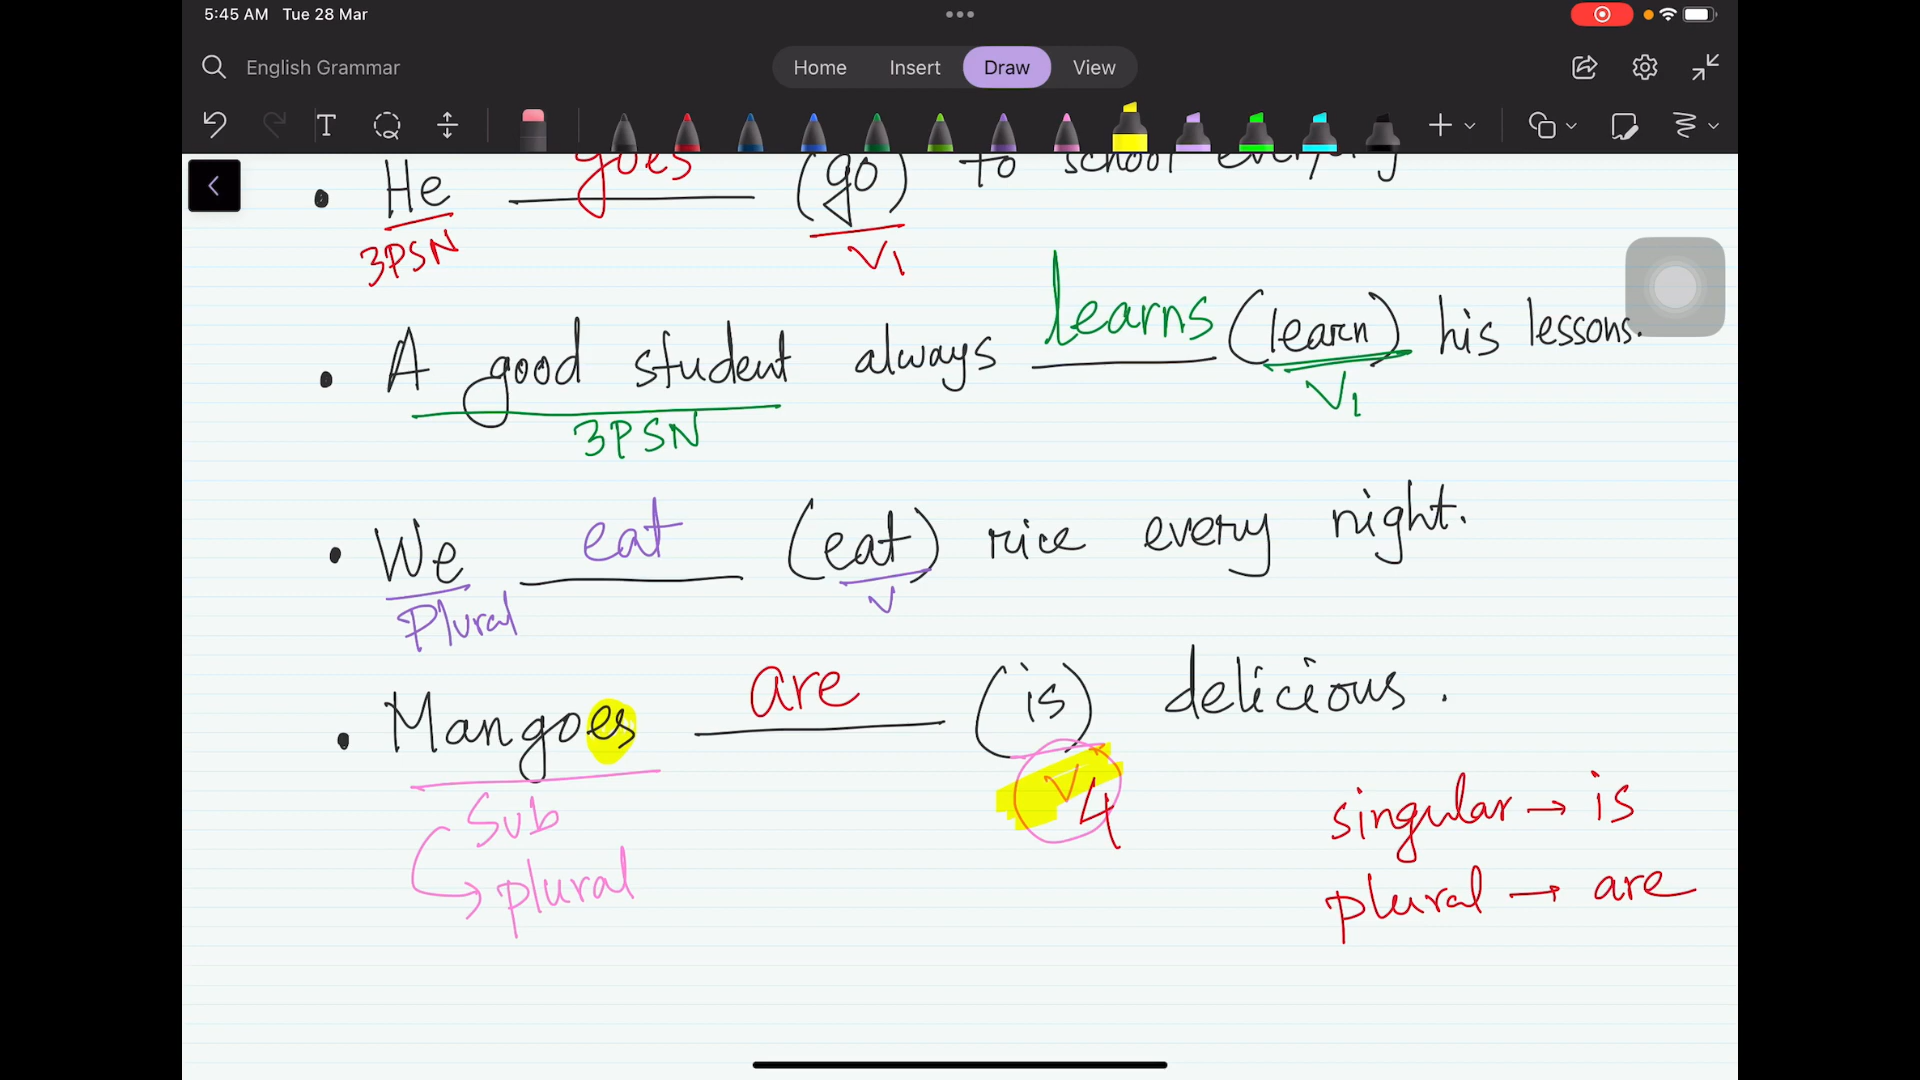 5:45 AM Tue 28 Mar
English Grammar
Home Insert Draw View
T
• He goes (go) to school every
3PSN V1
• A good student always learns (learn) his lessons.
3PSN V1
• We eat (eat) rice every night.
Plural V
• Mangoes are (is) delicious.
Sub V4
plural
singular → is
plural → are